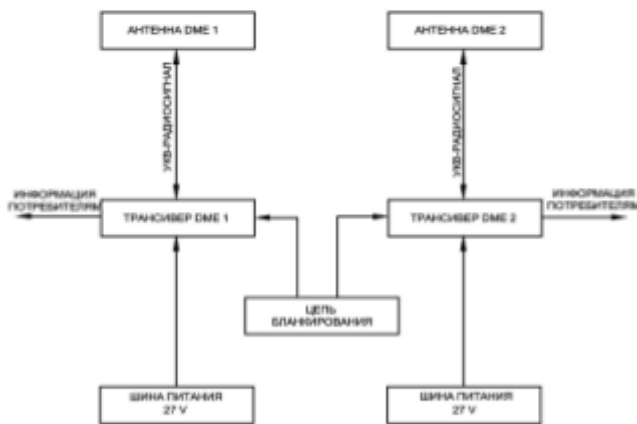 АНТЕННА DME 1
АНТЕННА DME 2
УКВ-РАДИОСИГНАЛ
УКВ-РАДИОСИГНАЛ
ИНФОРМАЦИЯ
ПОТРЕБИТЕЛЯМ
ТРАНСИВЕР DME 1
ТРАНСИВЕР DME 2
ИНФОРМАЦИЯ
ПОТРЕБИТЕЛЯМ
ЦЕПЬ
БЛАНКИРОВАНИЯ
ШИНА ПИТАНИЯ
27 V
ШИНА ПИТАНИЯ
27 V